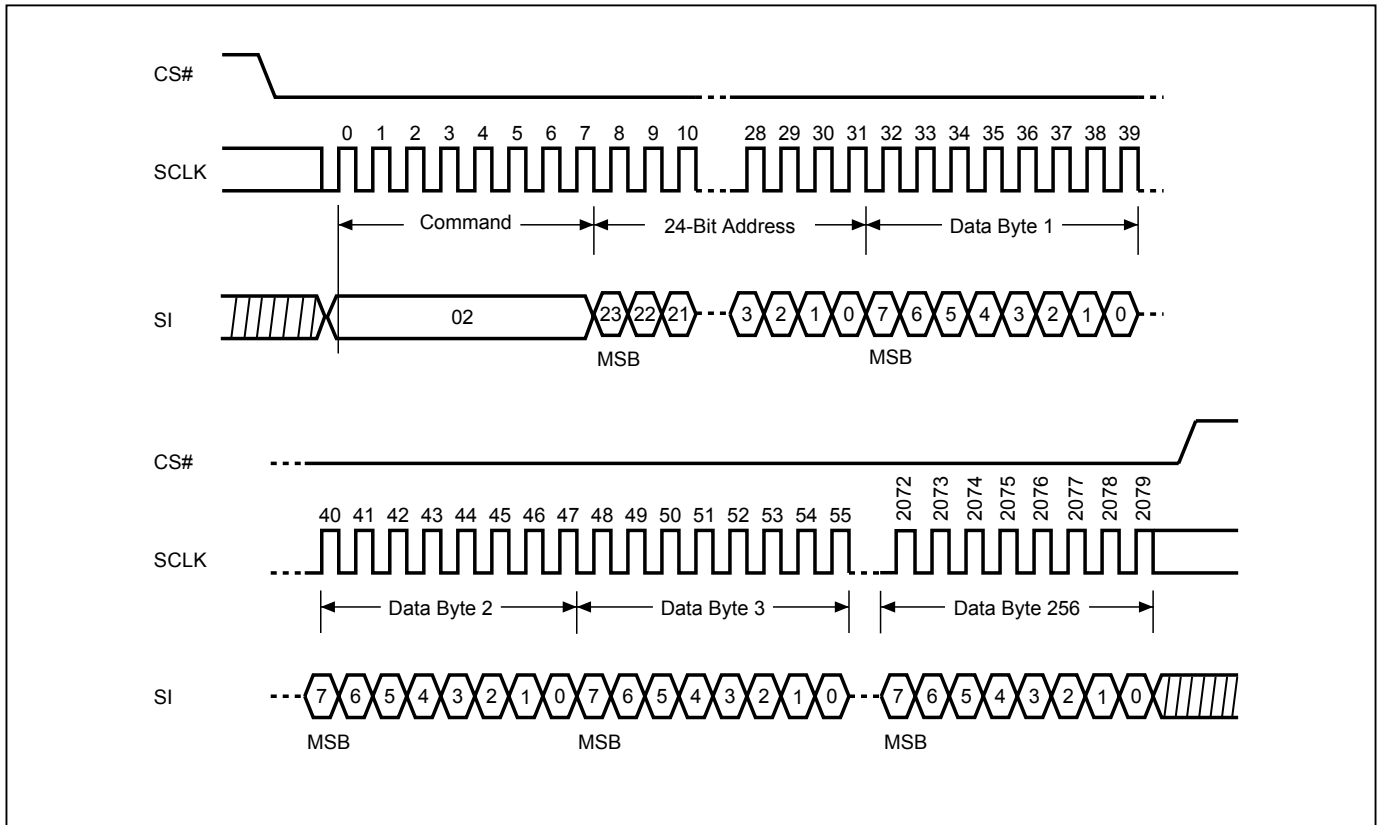 CS#
0 1 2 3 4 5 6 7 8 9 10 28 29 30 31 32 33 34 35 36 37 38 39
SCLK
Command 24-Bit Address Data Byte 1
SI 02 23 22 21 3 2 1 0 7 6 5 4 3 2 1 0
MSB MSB
CS#
40 41 42 43 44 45 46 47 48 49 50 51 52 53 54 55 2072 2073 2074 2075 2076 2077 2078 2079
SCLK
Data Byte 2 Data Byte 3 Data Byte 256
SI 7 6 5 4 3 2 1 0 7 6 5 4 3 2 1 0 7 6 5 4 3 2 1 0
MSB MSB MSB